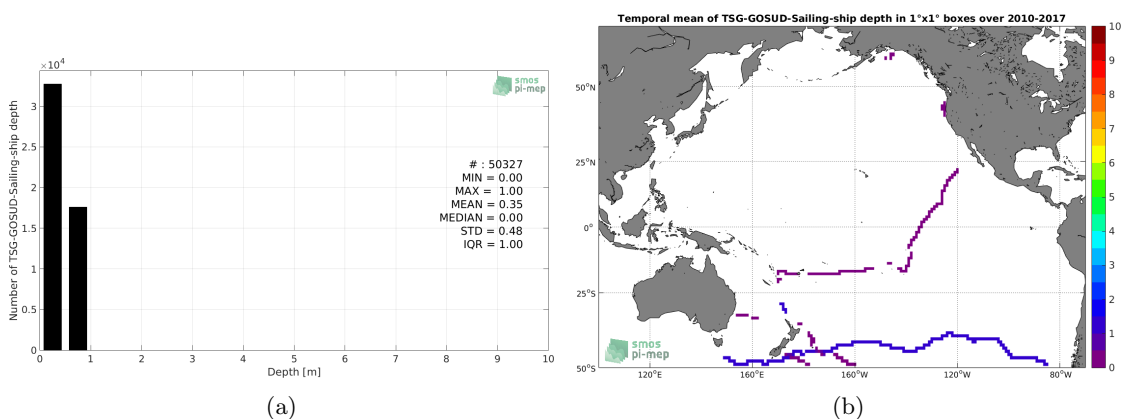 ×10⁴
3
2.5
2
1.5
1
0.5
0
Number of TSG-GOSUD-Sailing-ship depth
0 1 2 3 4 5 6 7 8 9 10
Depth [m]
smos
pi-mep
# : 50327
MIN = 0.00
MAX = 1.00
MEAN = 0.35
MEDIAN = 0.00
STD = 0.48
IQR = 1.00
(a)
Temporal mean of TSG-GOSUD-Sailing-ship depth in 1°x1° boxes over 2010-2017
50°N
25°N
0°
25°S
50°S
120°E 160°E 160°W 120°W 80°W
smos
pi-mep
10
9
8
7
6
5
4
3
2
1
0
(b)